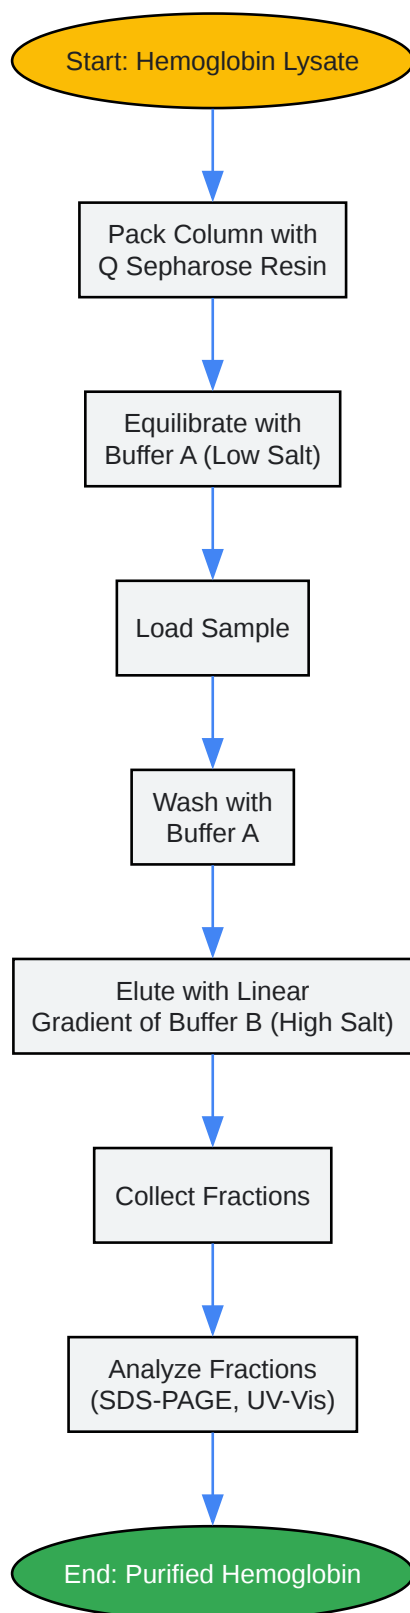 Start: Hemoglobin Lysate
Pack Column with
Q Sepharose Resin
Equilibrate with
Buffer A (Low Salt)
Load Sample
Wash with
Buffer A
Elute with Linear
Gradient of Buffer B (High Salt)
Collect Fractions
Analyze Fractions
(SDS-PAGE, UV-Vis)
End: Purified Hemoglobin